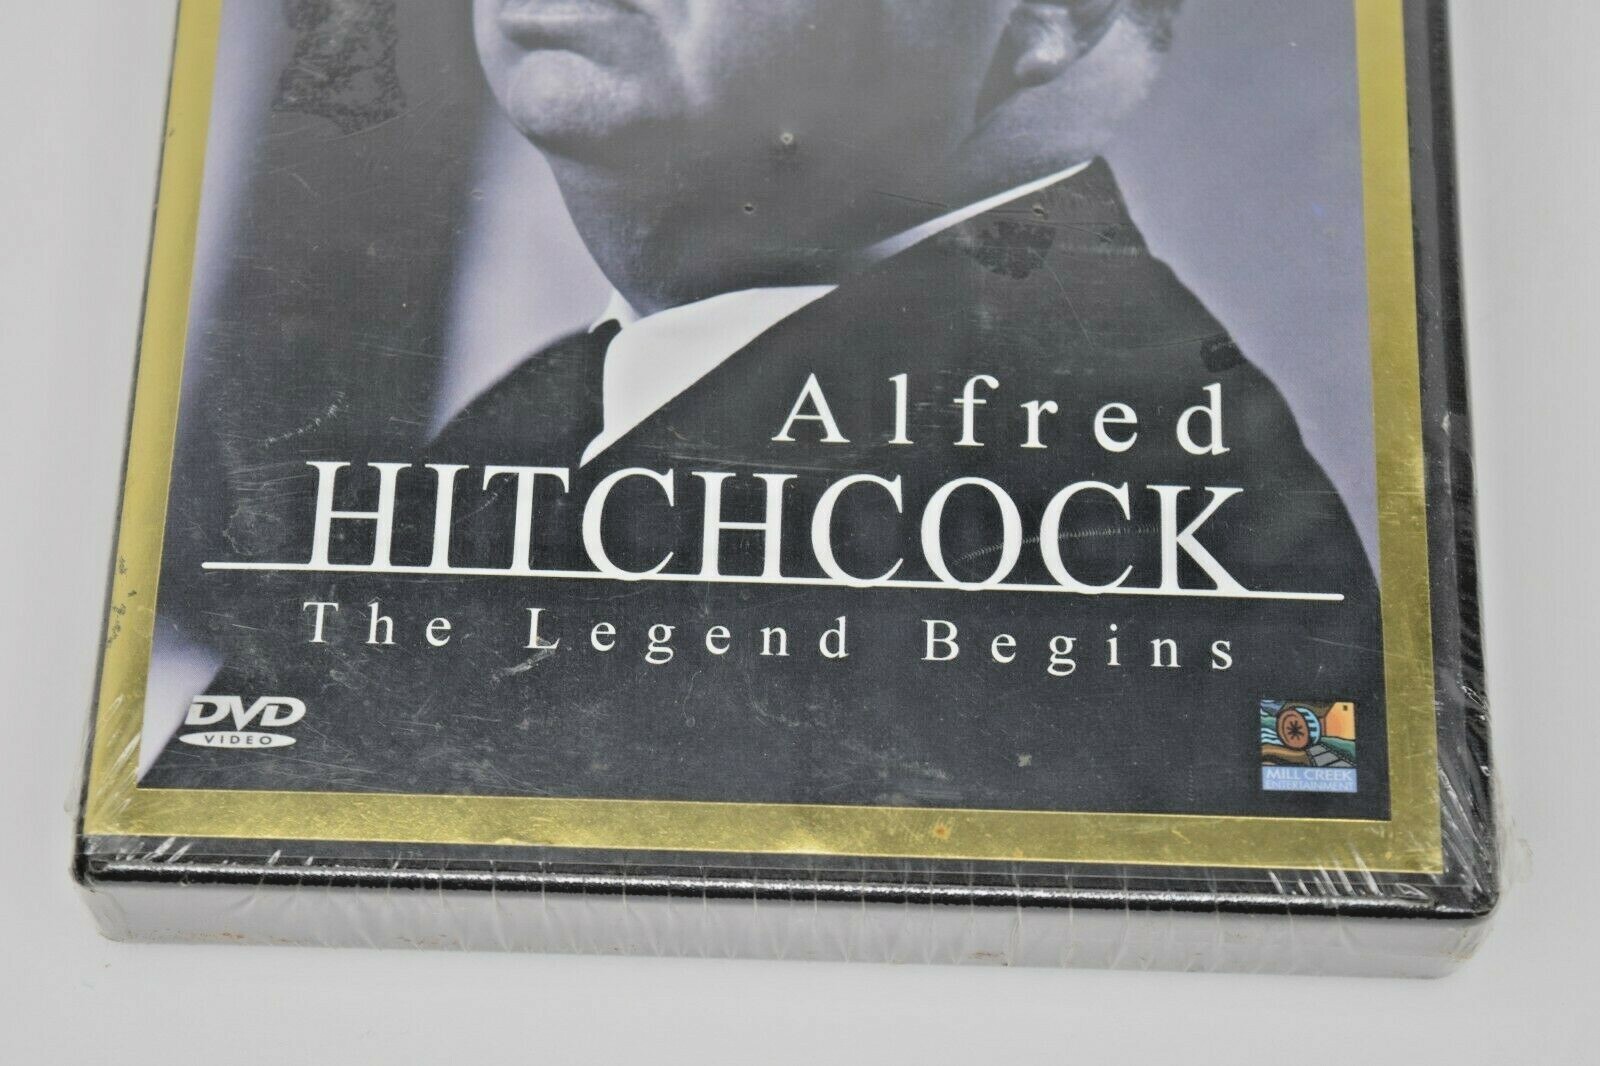 Alfred
HITCHCOCK
The Legend Begins
DVD
VIDEO
MILL CREEK
ENTERTAINMENT